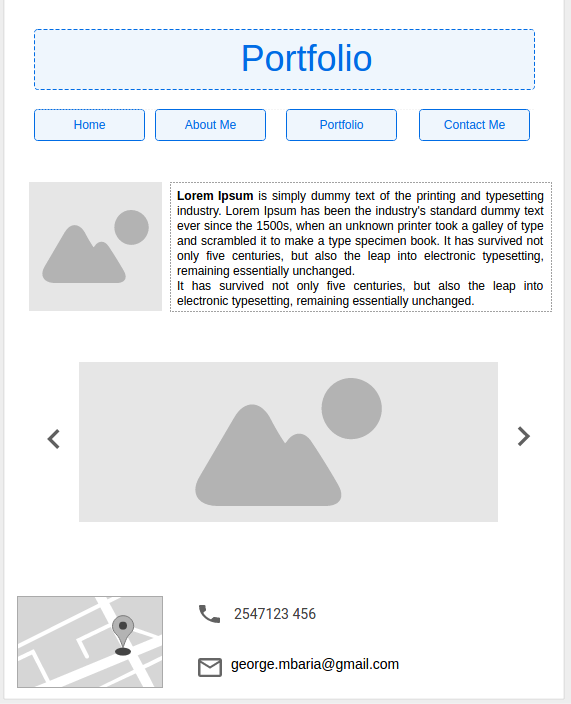 Portfolio
Home
About Me
Portfolio
Contact Me
Lorem Ipsum is simply dummy text of the printing and typesetting
industry. Lorem Ipsum has been the industry's standard dummy text
ever since the 1500s, when an unknown printer took a galley of type
and scrambled it to make a type specimen book. It has survived not
only five centuries, but also the leap into electronic typesetting,
remaining essentially unchanged.
It has survived not only five centuries, but also the leap into
electronic typesetting, remaining essentially unchanged.
2547123 456
george.mbaria@gmail.com